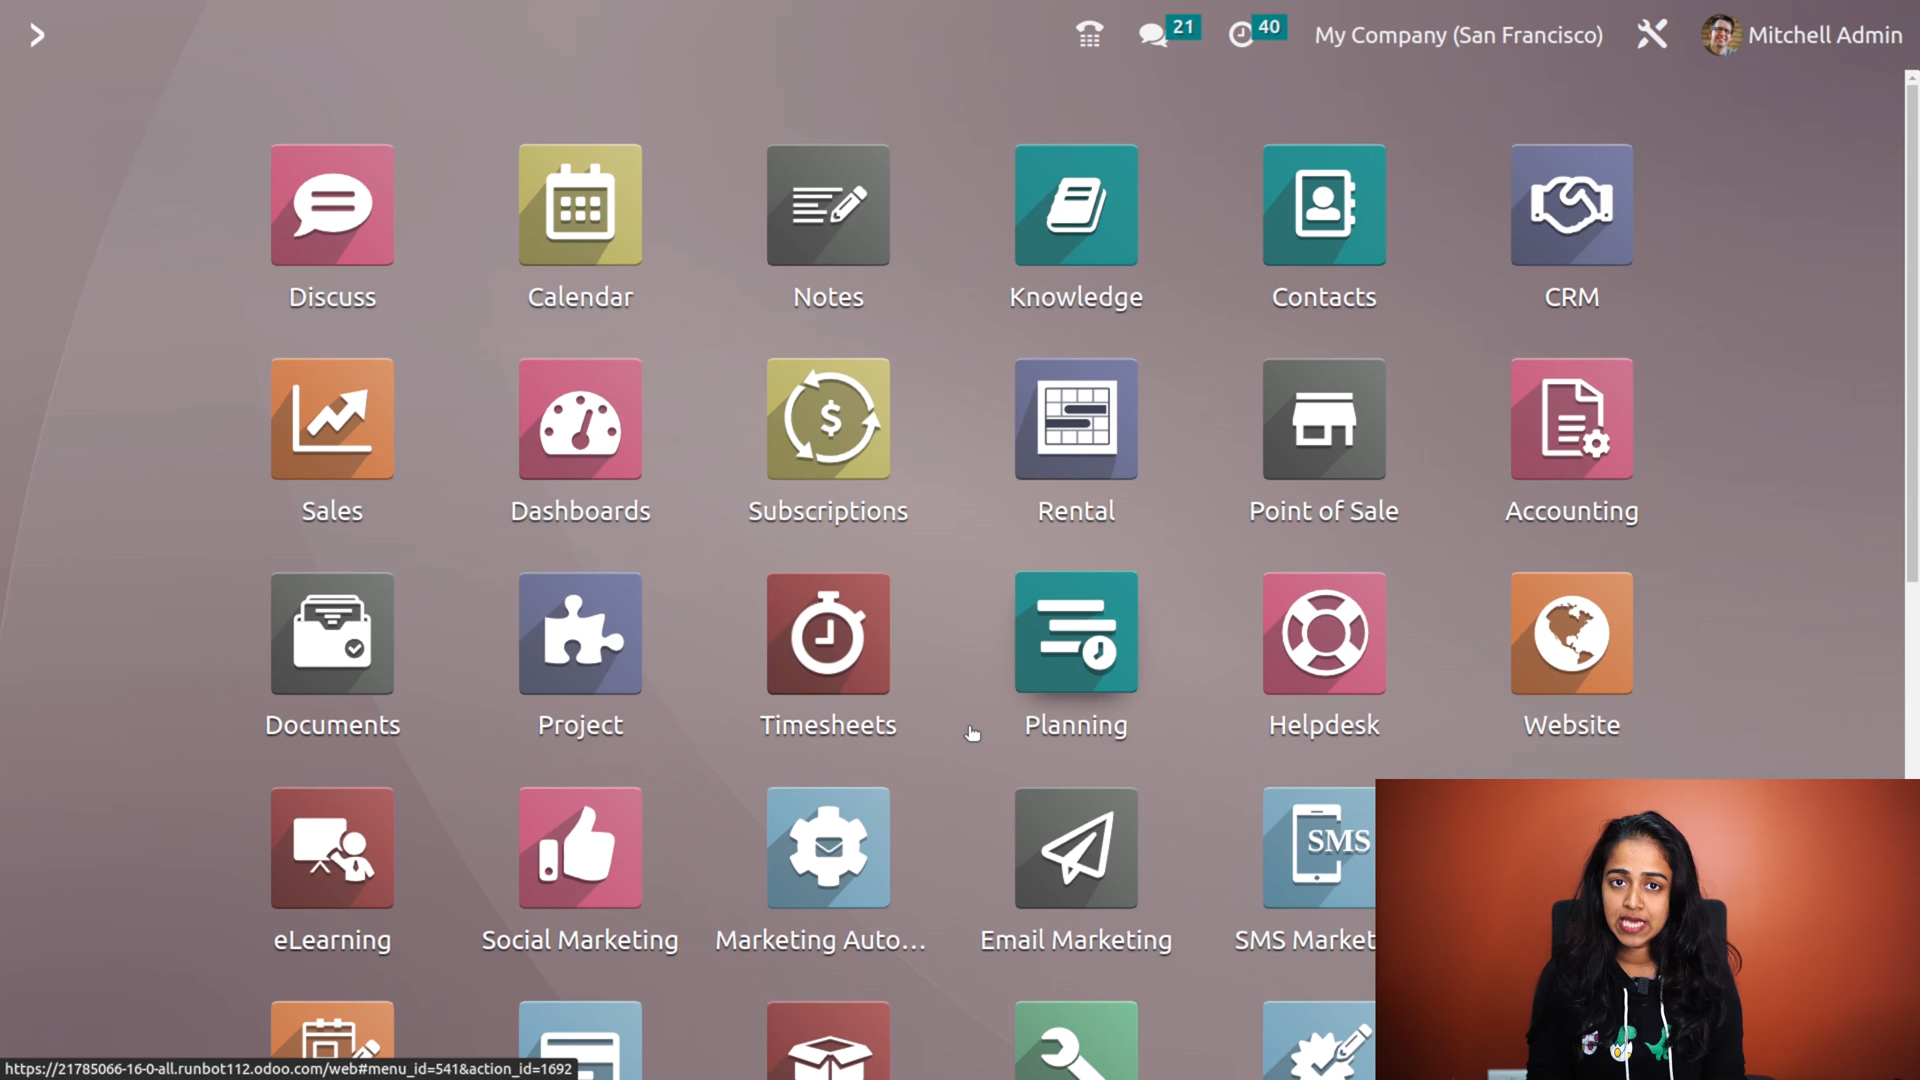 21
40
My Company (San Francisco)
Mitchell Admin
Discuss
Calendar
Notes
Knowledge
Contacts
CRM
Sales
Dashboards
Subscriptions
Rental
Point of Sale
Accounting
Documents
Project
Timesheets
Planning
Helpdesk
Website
SMS
eLearning
Social Marketing
Marketing Auto...
Email Marketing
SMS Market
https://21785066-16-0-all.runbot112.odoo.com/web#menu_id=541&action_id=1692